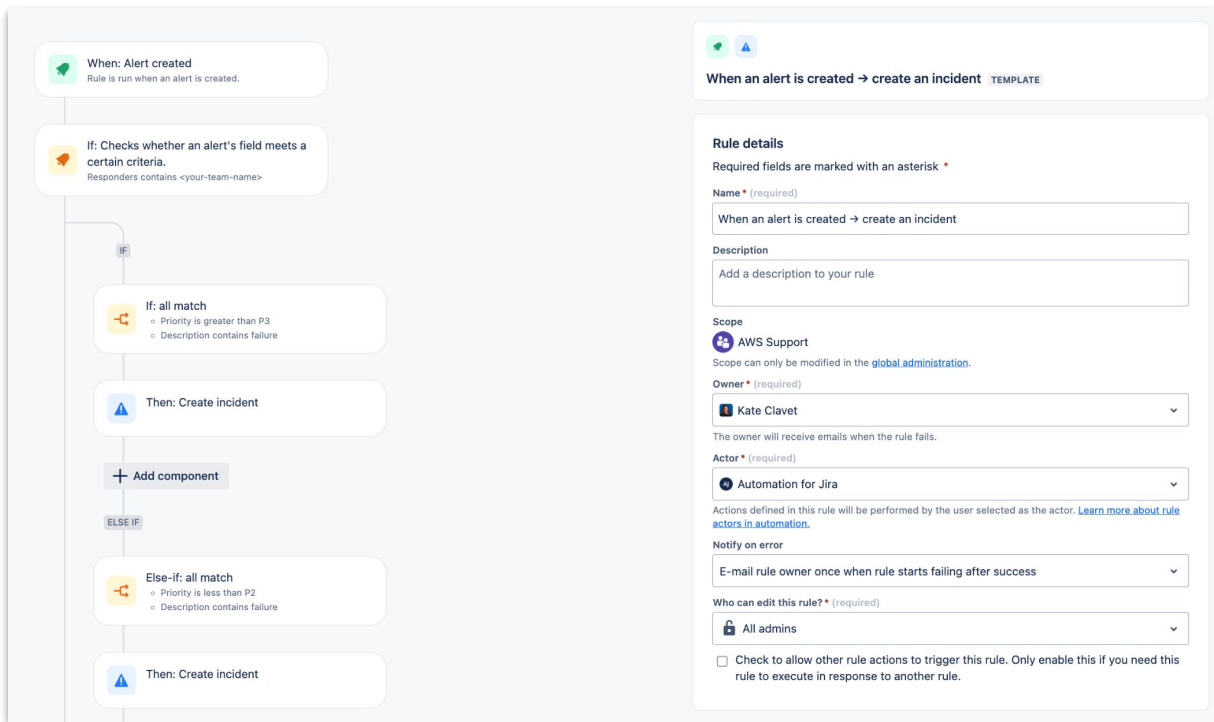 When: Alert created
Rule is run when an alert is created.
If: Checks whether an alert's field meets a
certain criteria.
Responders contains <your-team-name>
IF
If: all match
Priority is greater than P3
Description contains failure
Then: Create incident
+ Add component
ELSE IF
Else-if: all match
Priority is less than P2
Description contains failure
Then: Create incident
When an alert is created → create an incident TEMPLATE
Rule details
Required fields are marked with an asterisk *
Name * (required)
When an alert is created → create an incident
Description
Add a description to your rule
Scope
AWS Support
Scope can only be modified in the global administration.
Owner * (required)
Kate Clavet
The owner will receive emails when the rule fails.
Actor * (required)
Automation for Jira
Actions defined in this rule will be performed by the user selected as the actor. Learn more about rule
actors in automation.
Notify on error
E-mail rule owner once when rule starts failing after success
Who can edit this rule? * (required)
All admins
Check to allow other rule actions to trigger this rule. Only enable this if you need this
rule to execute in response to another rule.